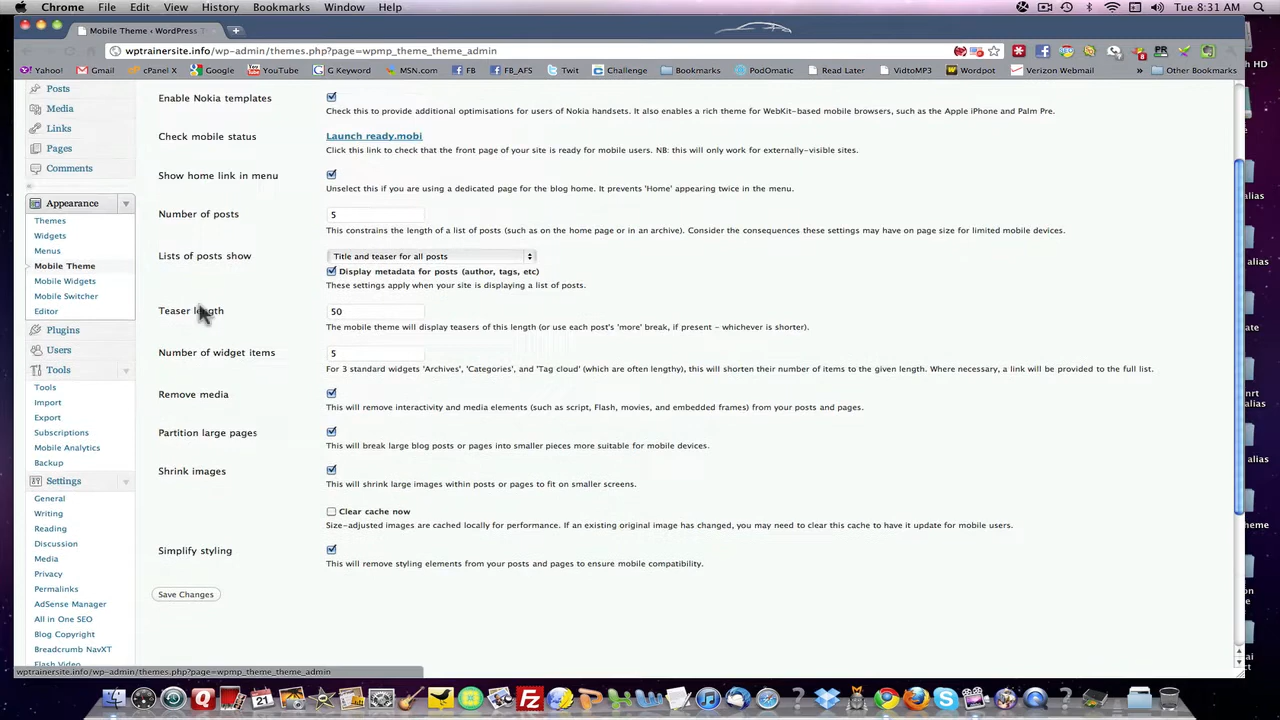 Chrome File Edit View History Bookmarks Window Help Tue 8:31 AM
Mobile Theme ‹ WordPress T
wptrainersite.info/wp-admin/themes.php?page=wpmp_theme_theme_admin
Yahoo! Gmail cPanel X Google YouTube G Keyword MSN.com FB FB_AFS Twit Challenge Bookmarks PodOmatic Read Later VidtoMP3 Wordpot Verizon Webmail » Other Bookmarks
Posts
Media
Links
Pages
Comments
Appearance
Themes
Widgets
Menus
Mobile Theme
Mobile Widgets
Mobile Switcher
Editor
Plugins
Users
Tools
Tools
Import
Export
Subscriptions
Mobile Analytics
Backup
Settings
General
Writing
Reading
Discussion
Media
Privacy
Permalinks
AdSense Manager
All in One SEO
Blog Copyright
Breadcrumb NavXT
Flash Video
Enable Nokia templates
Check this to provide additional optimisations for users of Nokia handsets. It also enables a rich theme for WebKit-based mobile browsers, such as the Apple iPhone and Palm Pre.
Check mobile status Launch ready.mobi
Click this link to check that the front page of your site is ready for mobile users. NB: this will only work for externally-visible sites.
Show home link in menu
Unselect this if you are using a dedicated page for the blog home. It prevents 'Home' appearing twice in the menu.
Number of posts 5
This constrains the length of a list of posts (such as on the home page or in an archive). Consider the consequences these settings may have on page size for limited mobile devices.
Lists of posts show Title and teaser for all posts
Display metadata for posts (author, tags, etc)
These settings apply when your site is displaying a list of posts.
Teaser length 50
The mobile theme will display teasers of this length (or use each post's 'more' break, if present - whichever is shorter).
Number of widget items 5
For 3 standard widgets 'Archives', 'Categories', and 'Tag cloud' (which are often lengthy), this will shorten their number of items to the given length. Where necessary, a link will be provided to the full list.
Remove media
This will remove interactivity and media elements (such as script, Flash, movies, and embedded frames) from your posts and pages.
Partition large pages
This will break large blog posts or pages into smaller pieces more suitable for mobile devices.
Shrink images
This will shrink large images within posts or pages to fit on smaller screens.
Clear cache now
Size-adjusted images are cached locally for performance. If an existing original image has changed, you may need to clear this cache to have it update for mobile users.
Simplify styling
This will remove styling elements from your posts and pages to ensure mobile compatibility.
Save Changes
wptrainersite.info/wp-admin/themes.php?page=wpmp_theme_theme_admin